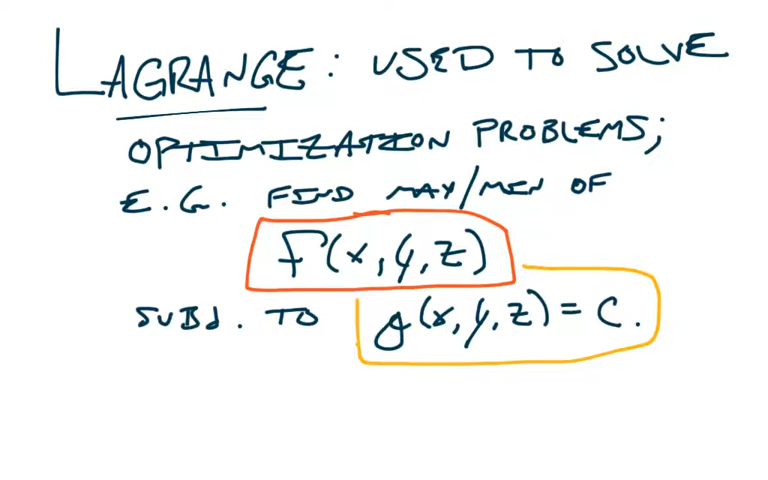 LAGRANGE: USED TO SOLVE
OPTIMIZATION PROBLEMS;
E.G. FIND MAX/MIN OF
F(x,y,z)
SUBJ. TO g(x,y,z) = C.